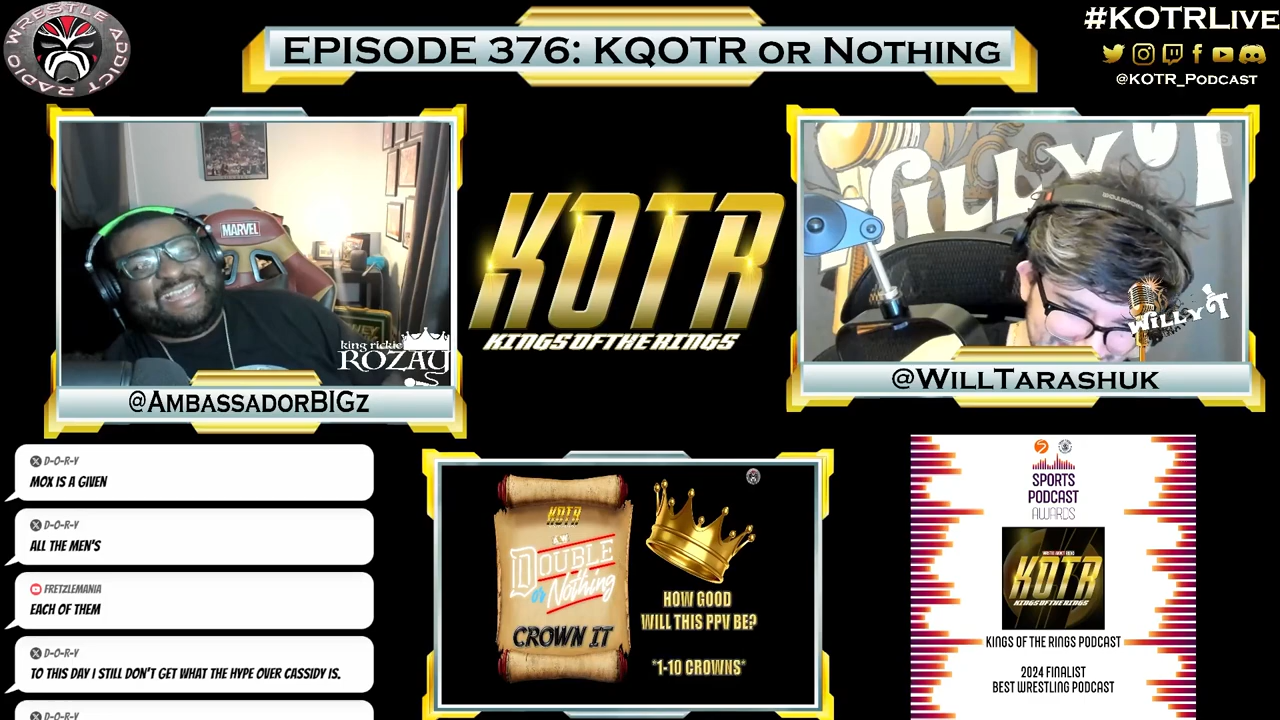 WRESTLE ADDICT RADIO
EPISODE 376: KQOTR OR NOTHING
#KOTRLIVE
@KOTR_PODCAST
MARVEL
king rickie
ROZAY
@AMBASSADORBIGZ
KOTR
KINGS OF THE RINGS
WILLY T
WILLY T
@WILLTARASHUK
D-O-R-Y
MOX IS A GIVEN
D-O-R-Y
ALL THE MEN'S
FRETZLEMANIA
EACH OF THEM
D-O-R-Y
TO THIS DAY I STILL DON'T GET WHAT THE HYPE OVER CASSIDY IS.
D-O-R-Y
KOTR
DOUBLE
or Nothing
CROWN IT
HOW GOOD
WILL THIS PPV BE?
*1-10 CROWNS*
SPORTS
PODCAST
AWARDS
KOTR
KINGS OF THE RINGS
KINGS OF THE RINGS PODCAST
2024 FINALIST
BEST WRESTLING PODCAST